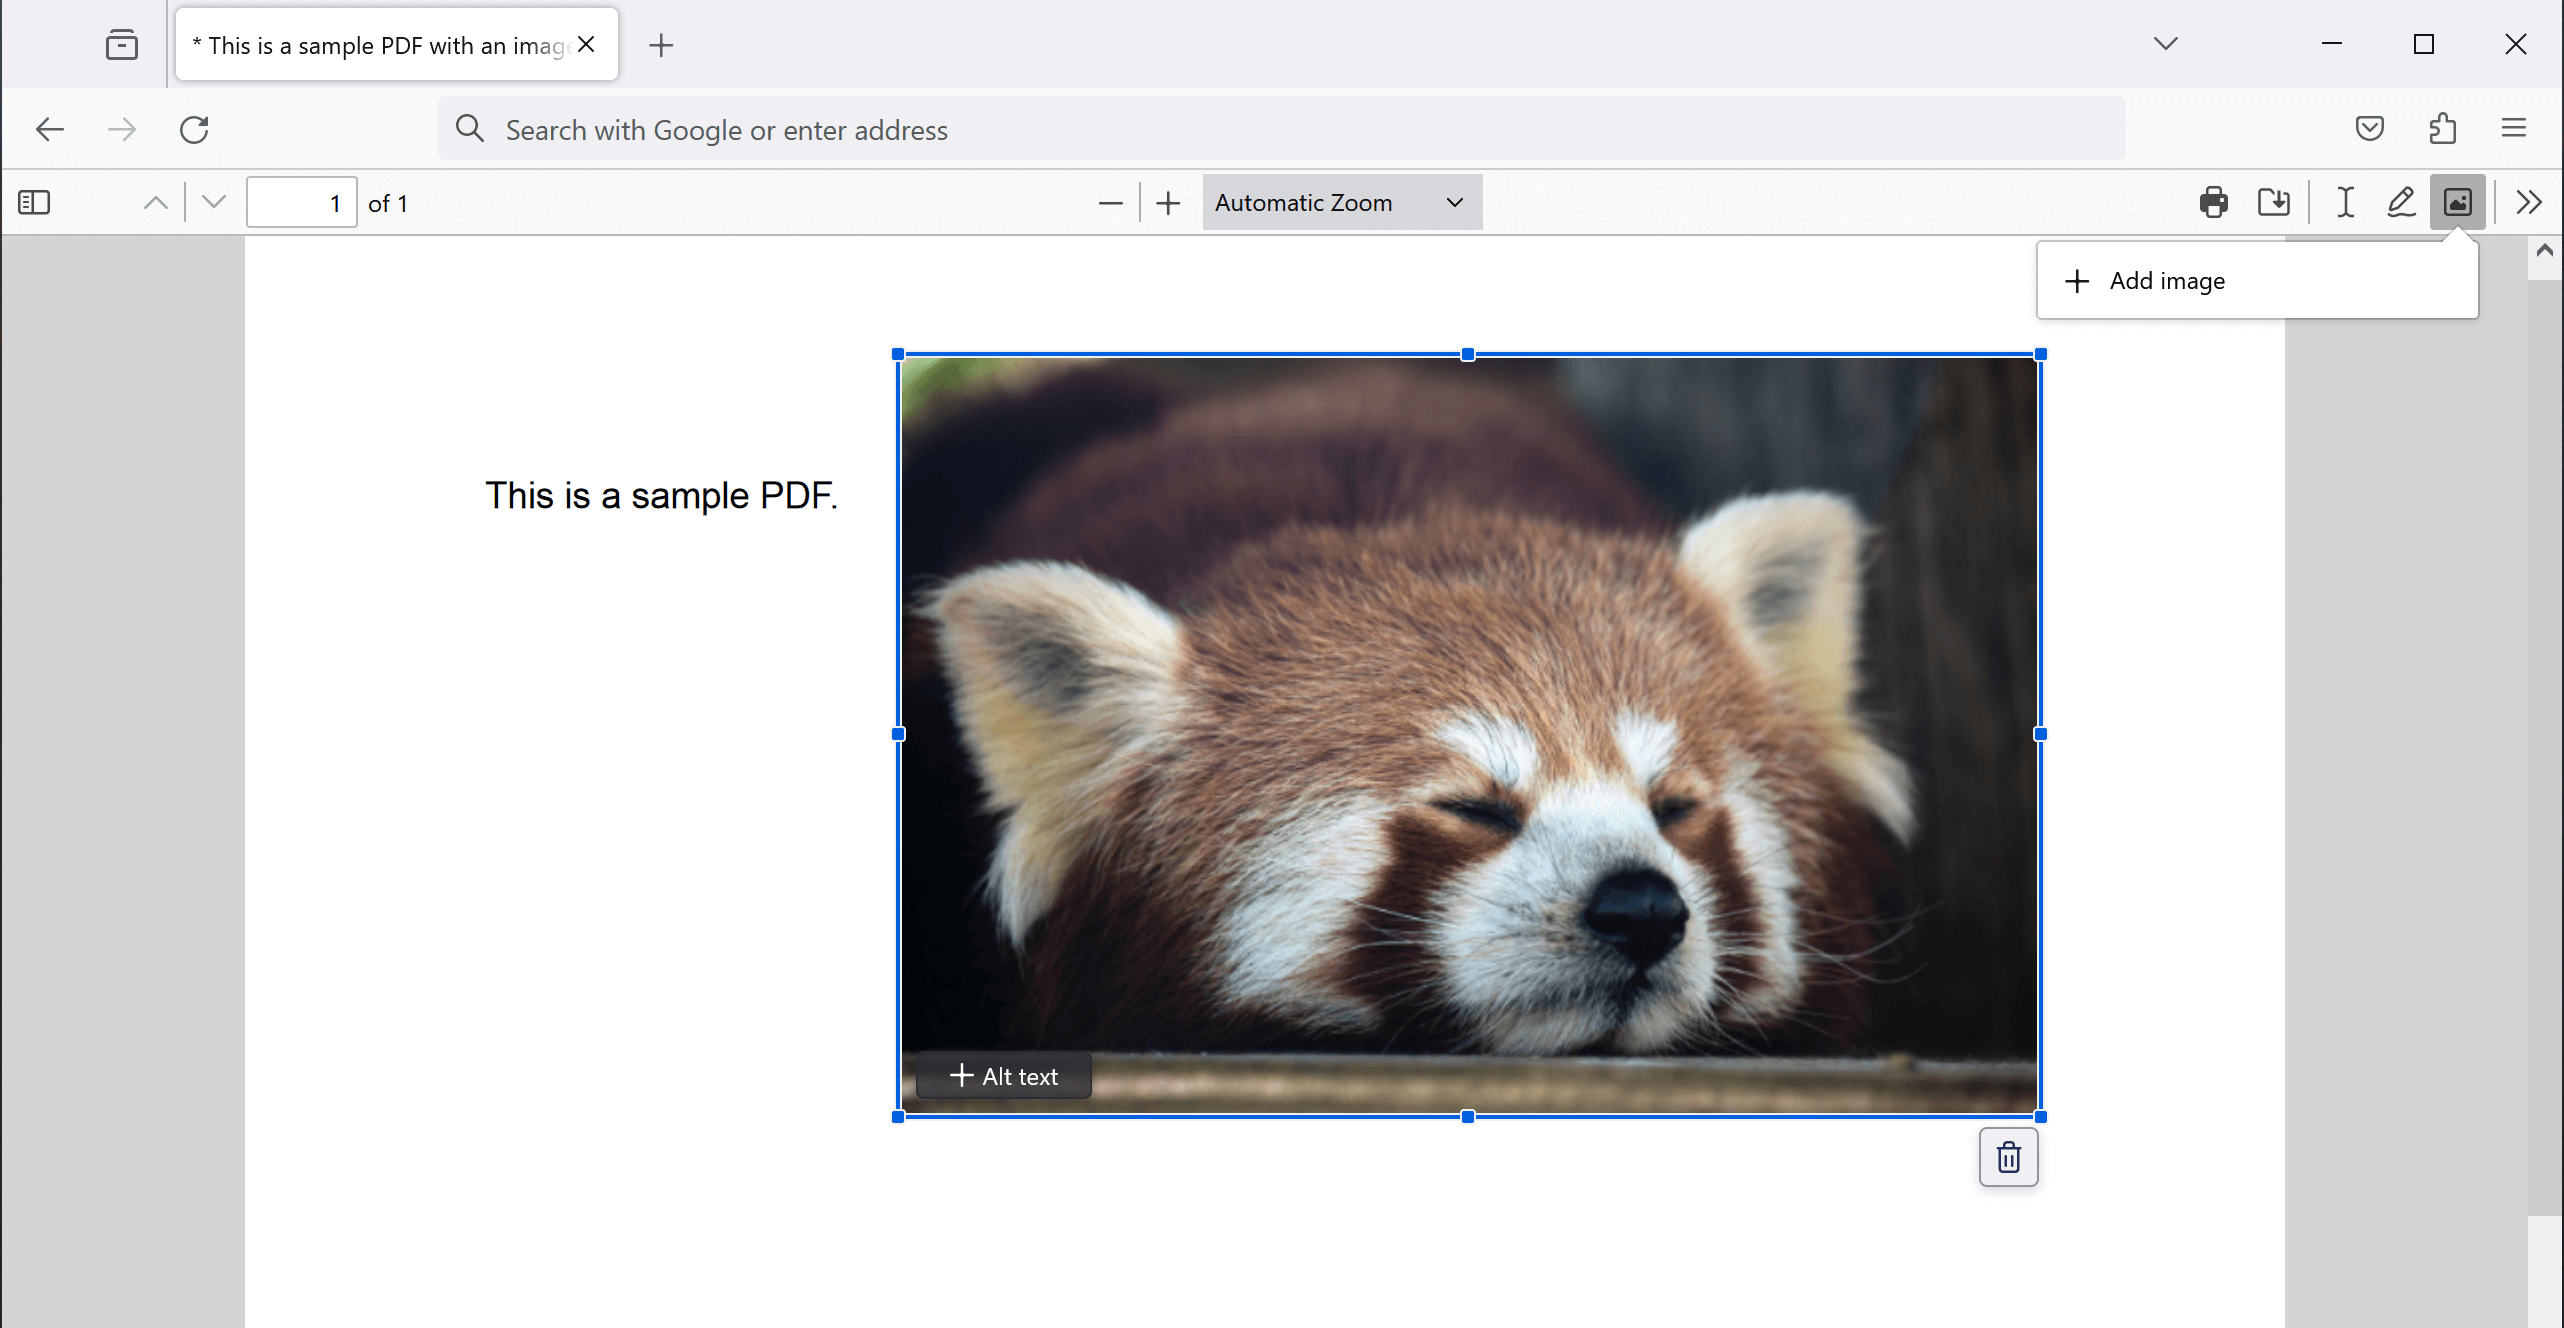 * This is a sample PDF with an imag
Search with Google or enter address
1 of 1
Automatic Zoom
Add image
This is a sample PDF.
Alt text